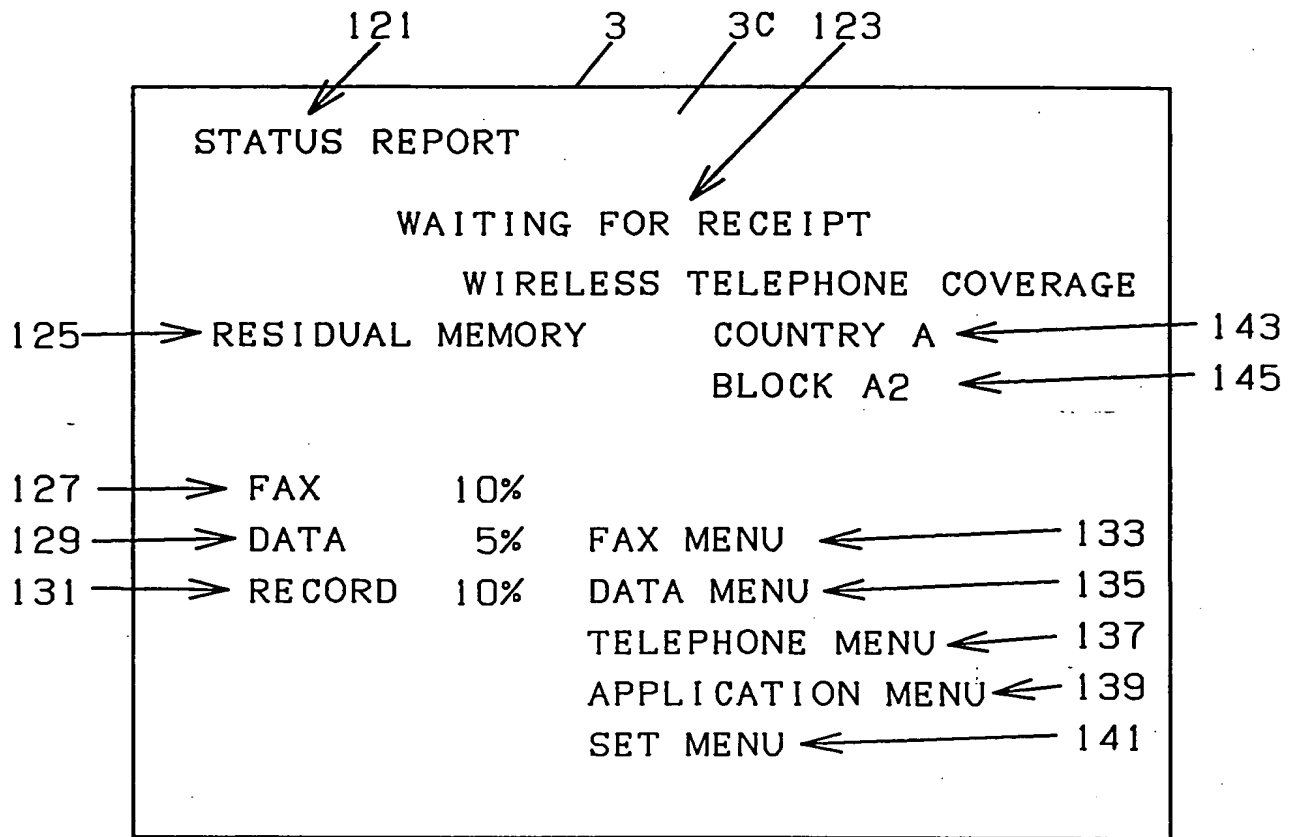 121 3 3C 123
STATUS REPORT
WAITING FOR RECEIPT
WIRELESS TELEPHONE COVERAGE
125 RESIDUAL MEMORY COUNTRY A 143
BLOCK A2 145
127 FAX 10%
129 DATA 5% FAX MENU 133
131 RECORD 10% DATA MENU 135
TELEPHONE MENU 137
APPLICATION MENU 139
SET MENU 141